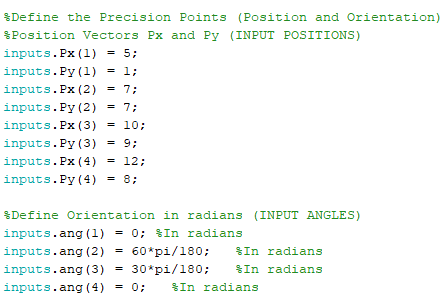 %Define the Precision Points (Position and Orientation)
%Position Vectors Px and Py (INPUT POSITIONS)
inputs.Px(1) = 5;
inputs.Py(1) = 1;
inputs.Px(2) = 7;
inputs.Py(2) = 7;
inputs.Px(3) = 10;
inputs.Py(3) = 9;
inputs.Px(4) = 12;
inputs.Py(4) = 8;
%Define Orientation in radians (INPUT ANGLES)
inputs.ang(1) = 0; %In radians
inputs.ang(2) = 60*pi/180;   %In radians
inputs.ang(3) = 30*pi/180;   %In radians
inputs.ang(4) = 0;   %In radians